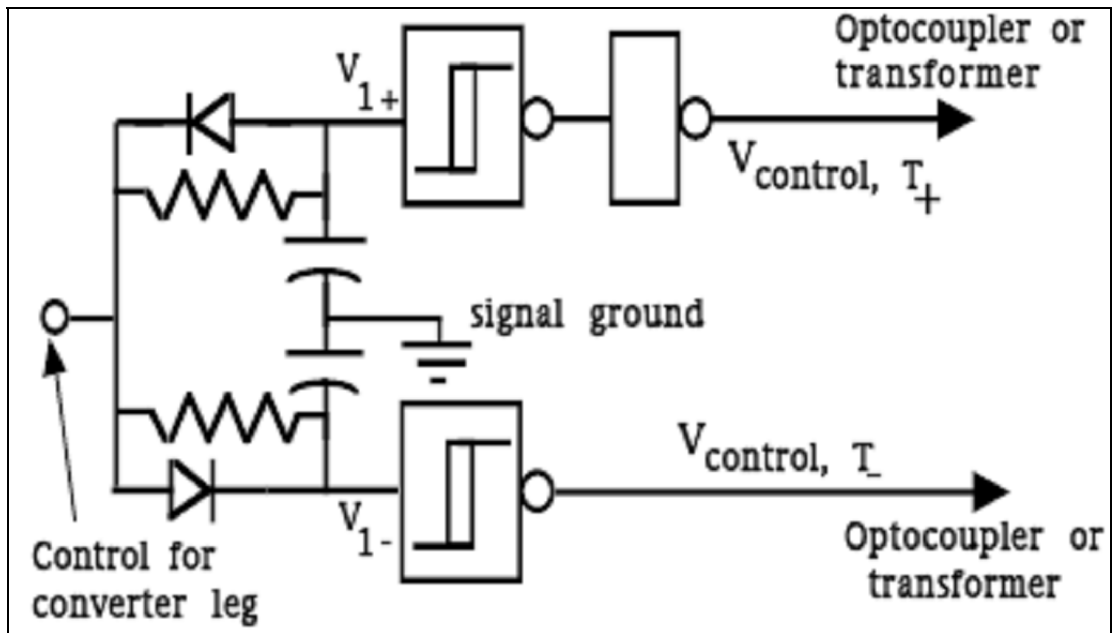 Optocoupler or
transformer
V1+
Vcontrol, T+
signal ground
Vcontrol, T-
V1-
Control for
converter leg
Optocoupler or
transformer